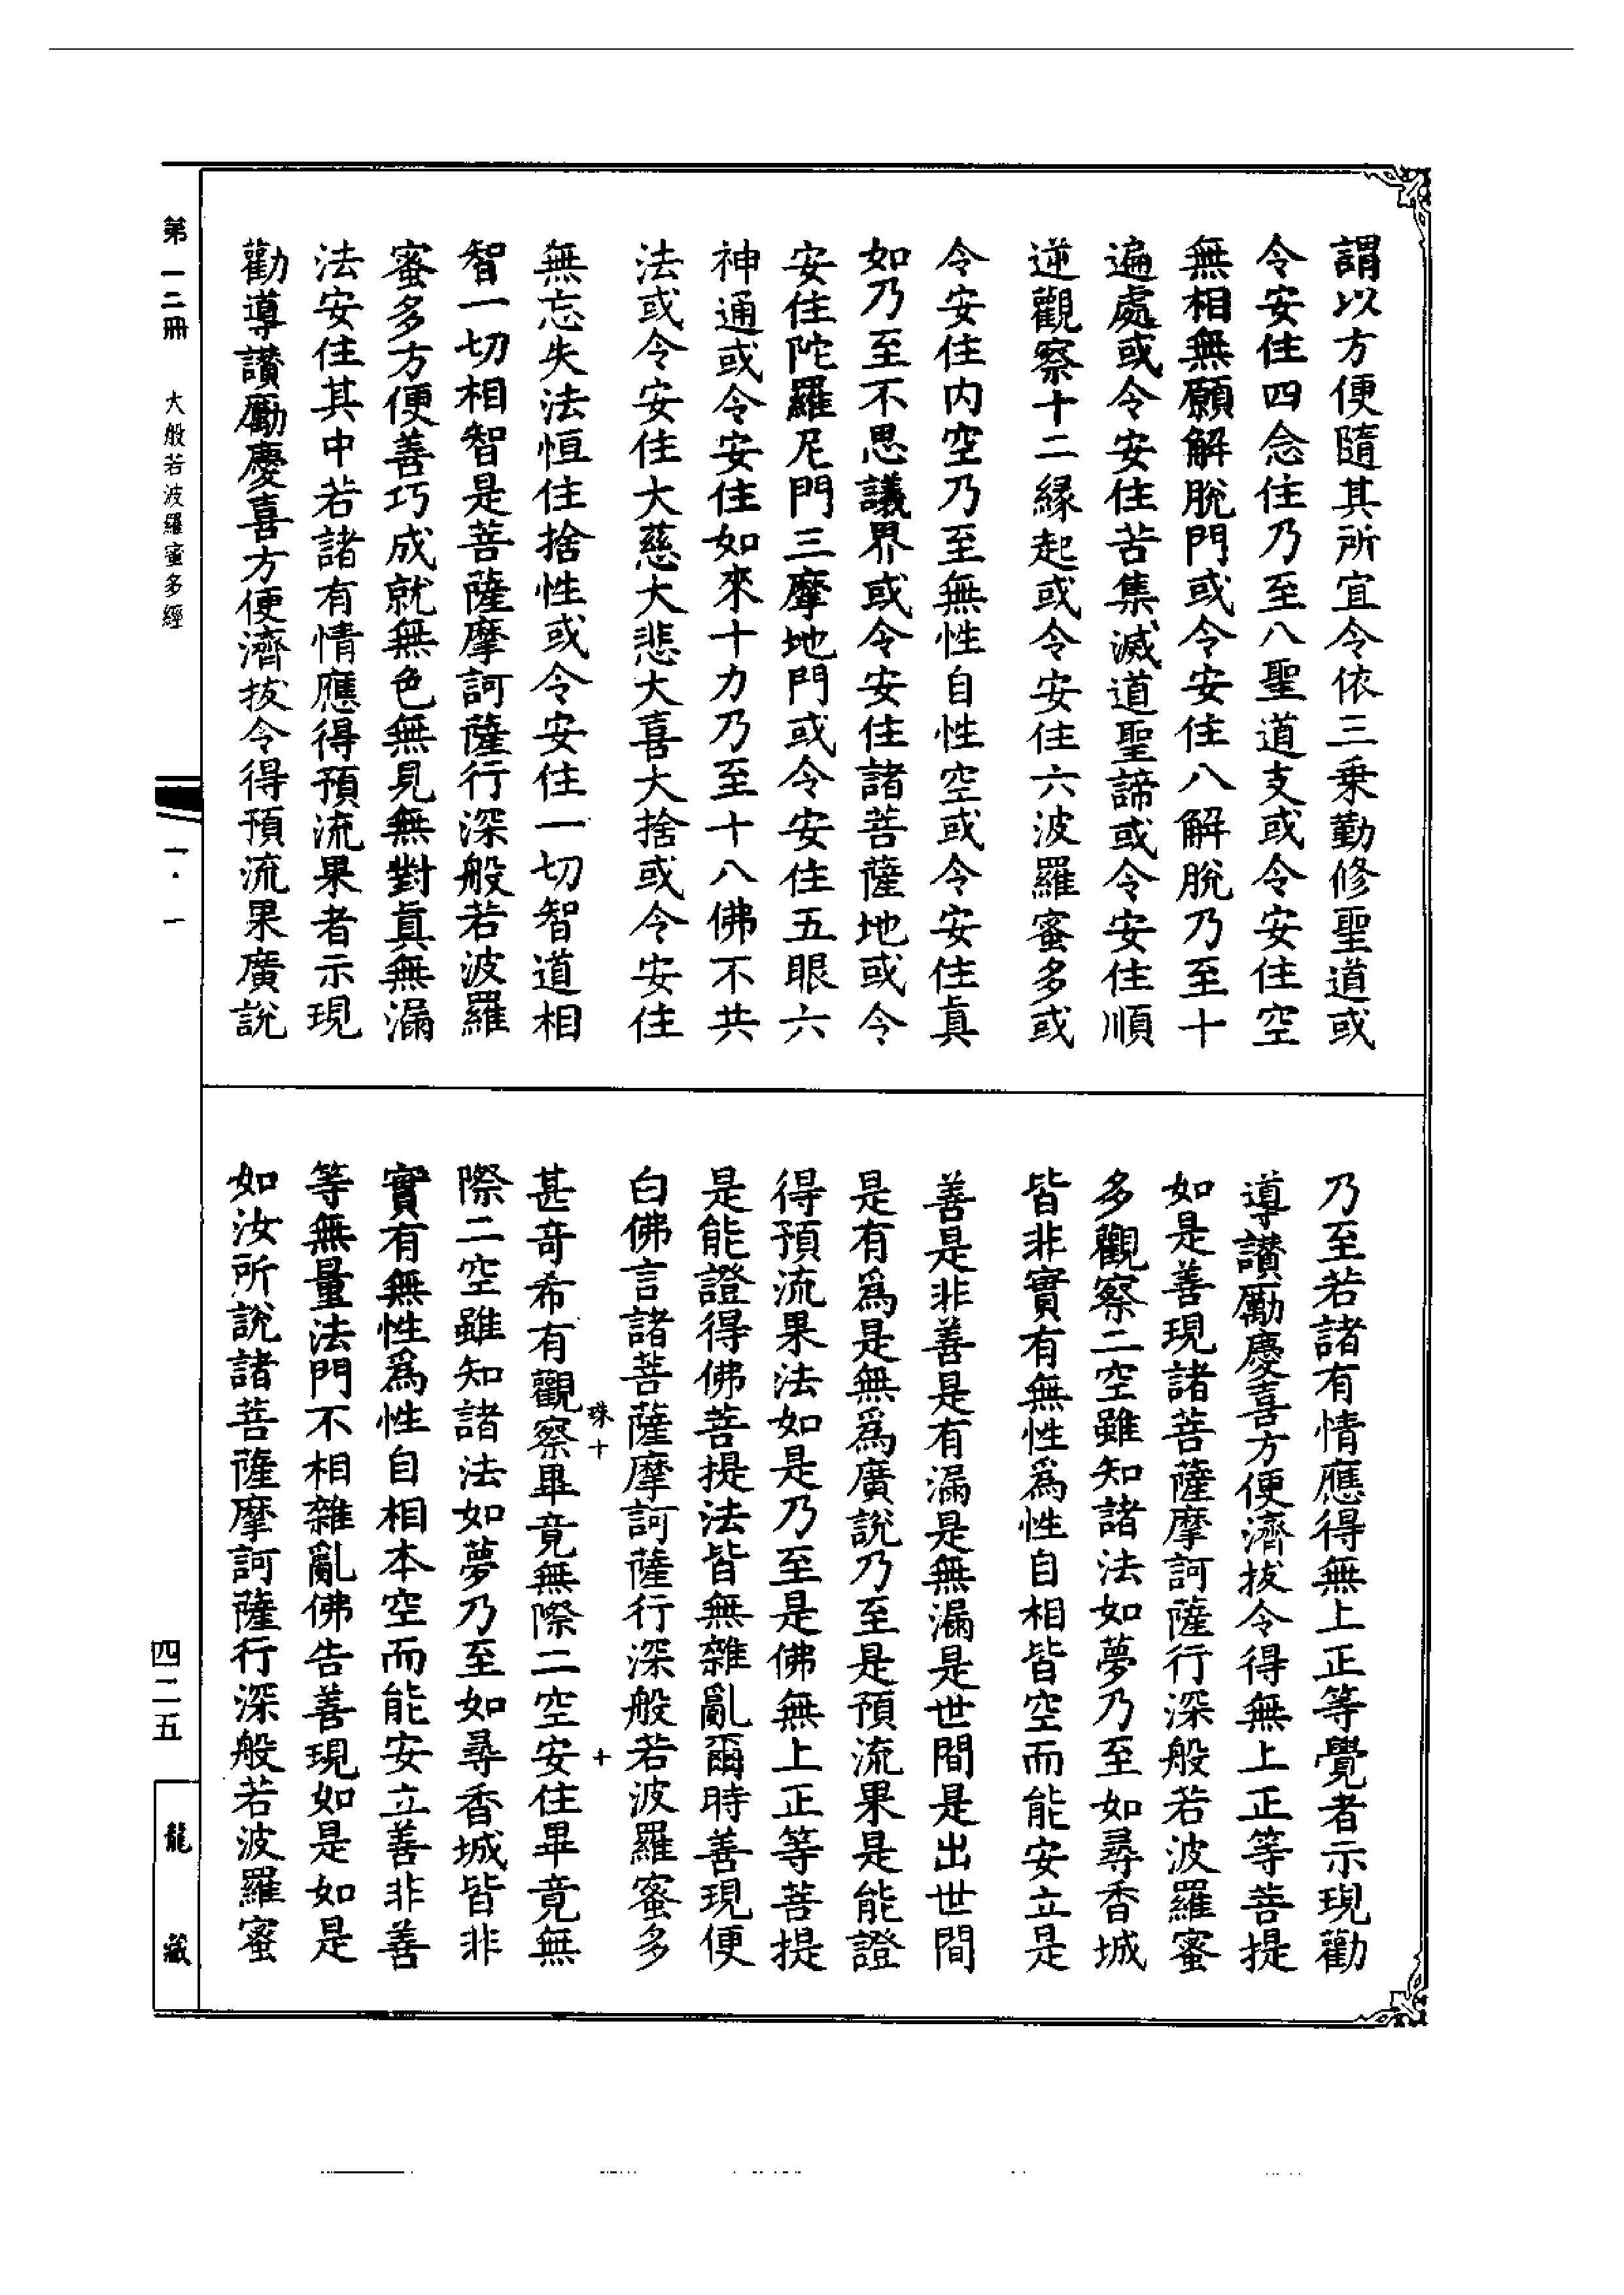 謂以方便隨其所宜令依三乗勤修聖道或
令安住四念住乃至八聖道支或令安住空
無相無願解脫門或令安住八解脫乃至十
遍處或令安住苦集滅道聖諦或令安住順
逆觀察十二緣起或令安住六波羅蜜多或
令安住内空乃至無性自性空或令安住真
如乃至不思議界或令安住諸菩薩地或令
安住陀羅尼門三摩地門或令安住五眼六
神通或令安住如來十力乃至十八佛不共
法或令安住大慈大悲大喜大捨或令安住
無忘失法恒住捨性或令安住一切智道相
智一切相智是菩薩摩訶薩行深般若波羅
蜜多方便善巧成就無色無見無對真無漏
法安住其中若諸有情應得預流果者示現
勸導讃勵慶喜方便濟拔令得預流果廣說
乃至若諸有情應得無上正等覺者示現勸
導讃勵慶喜方便濟拔令得無上正等菩提
如是善現諸菩薩摩訶薩行深般若波羅蜜
多觀察二空雖知諸法如夢乃至如尋香城
皆非實有無性爲性自相皆空而能安立是
善是非善是有漏是無漏是世間是出世間
是有爲是無爲廣說乃至是預流果是能證
得預流果法如是乃至是佛無上正等菩提
是能證得佛菩提法皆無雜亂爾時善現便
白佛言諸菩薩摩訶薩行深般若波羅蜜多
珠十 十
甚奇希有觀察畢竟無際二空安住畢竟無
際二空雖知諸法如夢乃至如尋香城皆非
實有無性爲性自相本空而能安立善非善
等無量法門不相雜亂佛告善現如是如是
如汝所說諸菩薩摩訶薩行深般若波羅蜜
第一二冊 大般若波羅蜜多經 一·一
四二五
龍藏